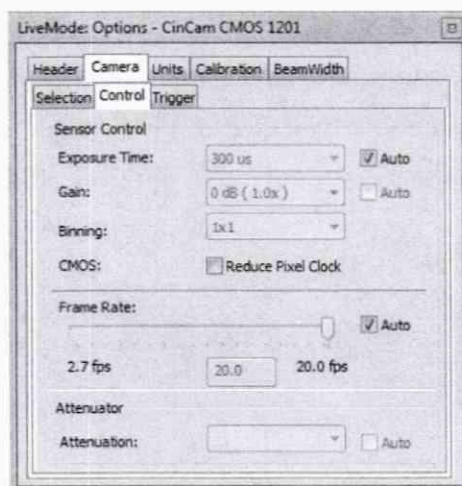 LiveMode: Options - CinCam CMOS 1201
Header Camera Units Calibration BeamWidth
Selection Control Trigger
Sensor Control
Exposure Time: 300 us Auto
Gain: 0 dB ( 1.0x ) Auto
Binning: 1x1
CMOS: Reduce Pixel Clock
Frame Rate:
Auto
2.7 fps 20.0 20.0 fps
Attenuator
Attenuation: Auto